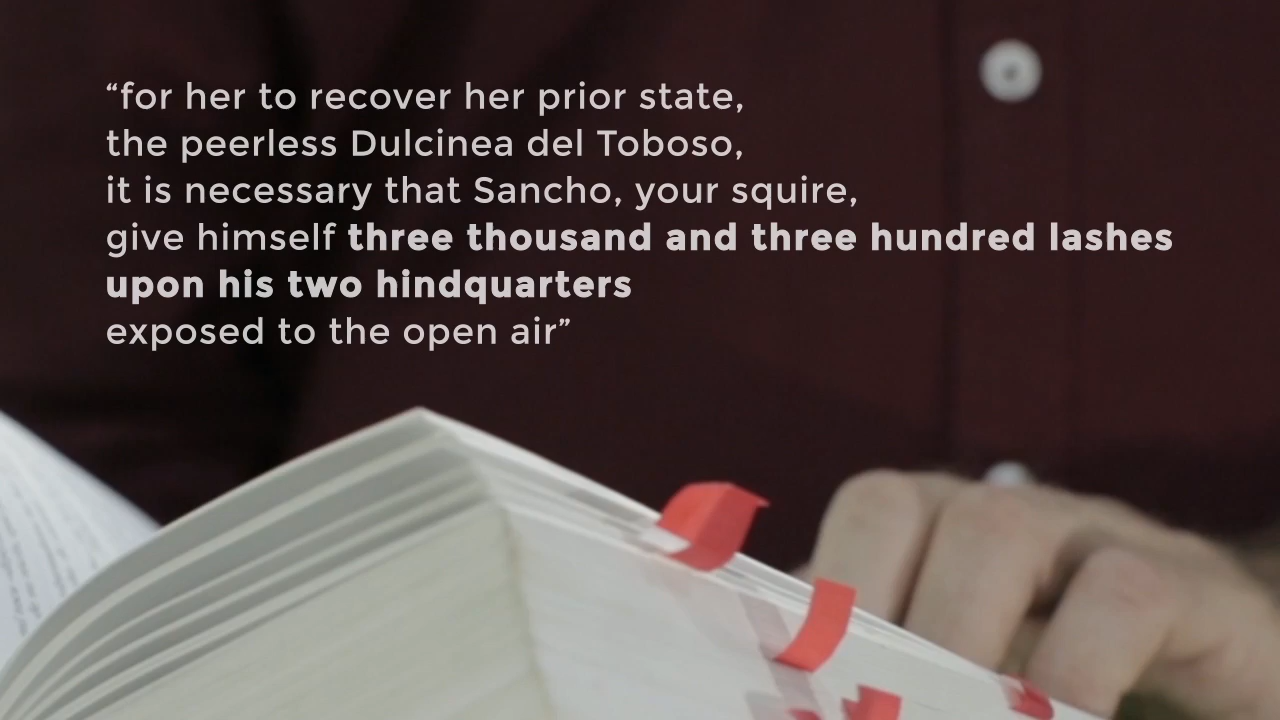 “for her to recover her prior state,
the peerless Dulcinea del Toboso,
it is necessary that Sancho, your squire,
give himself three thousand and three hundred lashes
upon his two hindquarters
exposed to the open air”